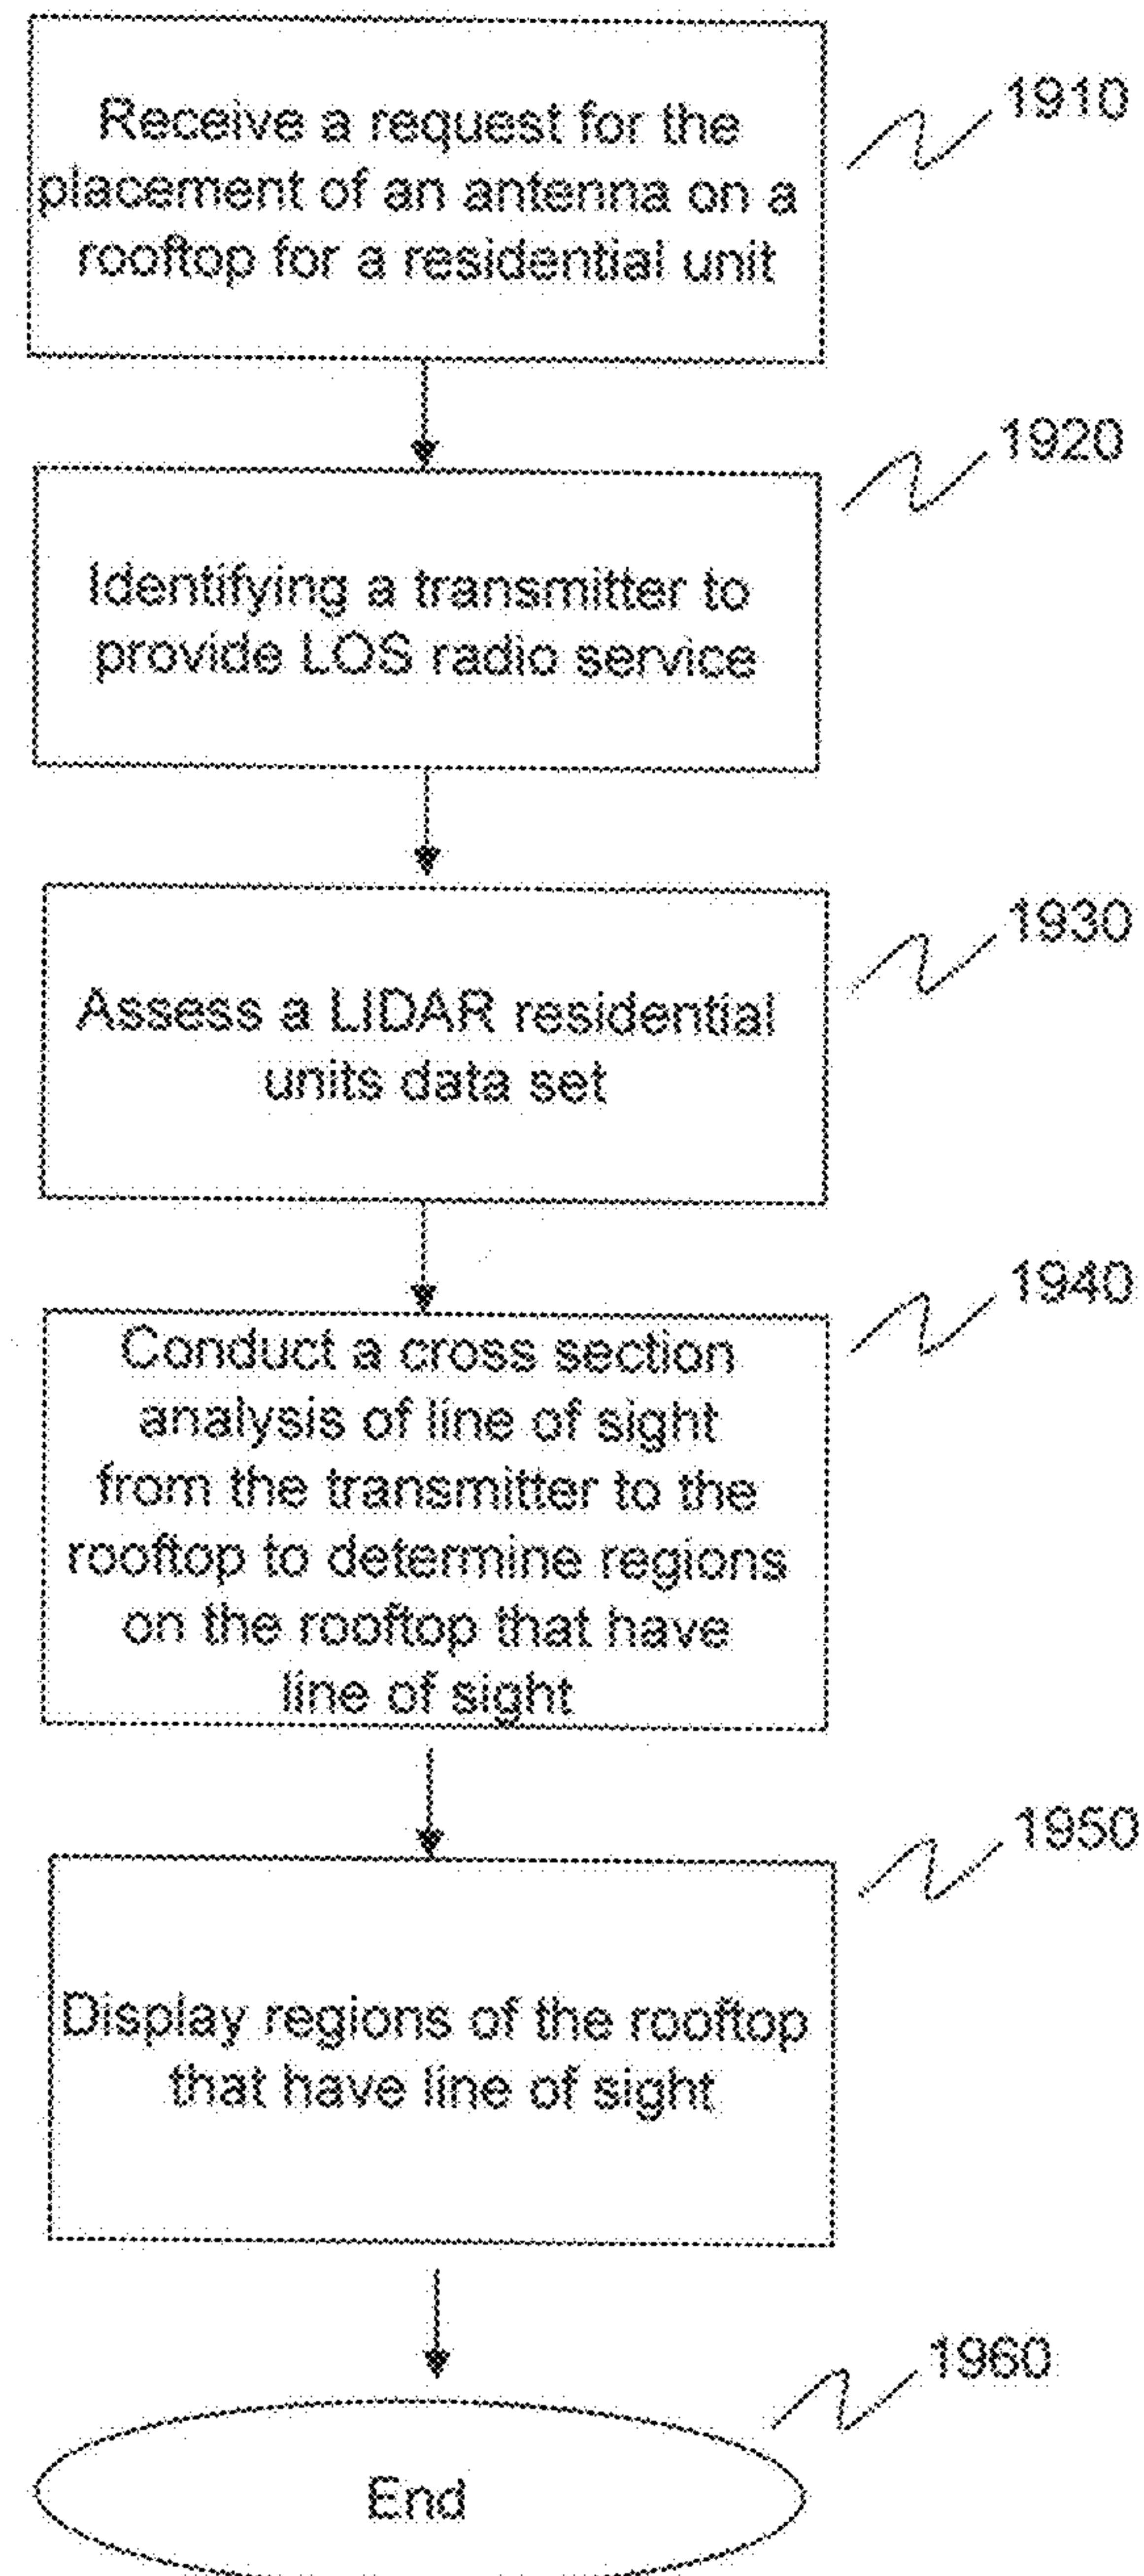 Receive a request for the
placement of an antenna on a
rooftop for a residential unit
1910
Identifying a transmitter to
provide LOS radio service
1920
Assess a LIDAR residential
units data set
1930
Conduct a cross section
analysis of line of sight
from the transmitter to the
rooftop to determine regions
on the rooftop that have
line of sight
1940
Display regions of the rooftop
that have line of sight
1950
End
1960